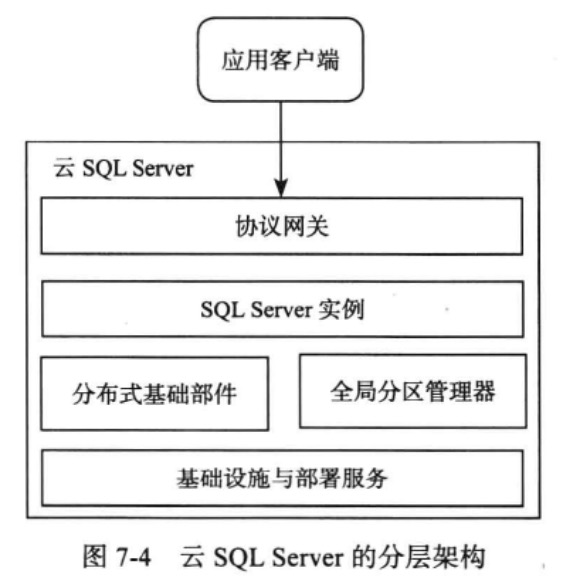 应用客户端
云 SQL Server
协议网关
SQL Server 实例
分布式基础部件
全局分区管理器
基础设施与部署服务
图 7-4 云 SQL Server 的分层架构